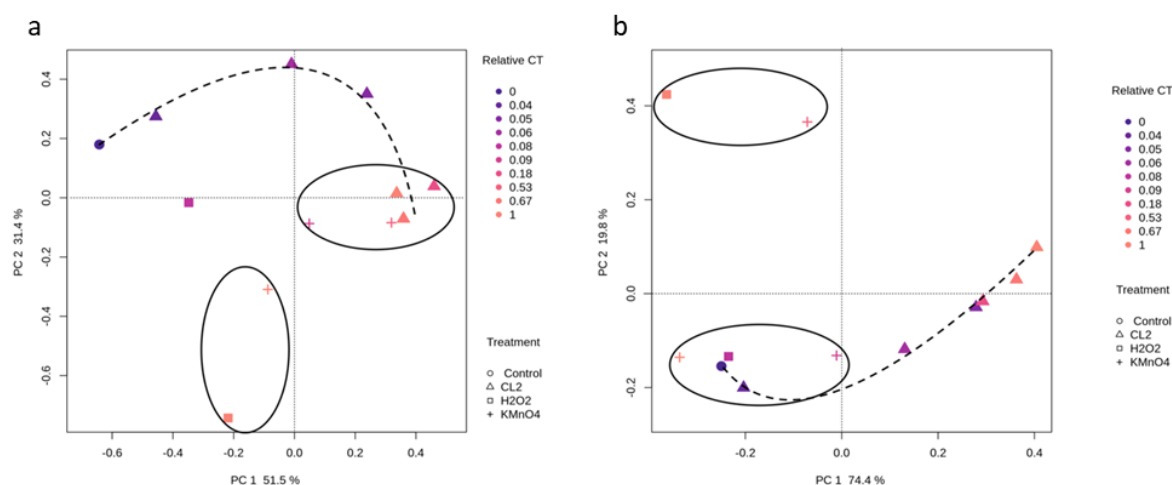 a
Relative CT
0
0.04
0.05
0.06
0.08
0.09
0.18
0.53
0.67
1
Treatment
Control
CL2
H2O2
KMnO4
0.4
0.2
0.0
-0.2
-0.4
-0.6
PC 2 31.4 %
-0.6
-0.4
-0.2
0.0
0.2
0.4
PC 1 51.5 %
b
Relative CT
0
0.04
0.05
0.06
0.08
0.09
0.18
0.53
0.67
1
Treatment
Control
CL2
H2O2
KMnO4
0.4
0.2
0.0
-0.2
PC 2 19.8 %
-0.2
0.0
0.2
0.4
PC 1 74.4 %